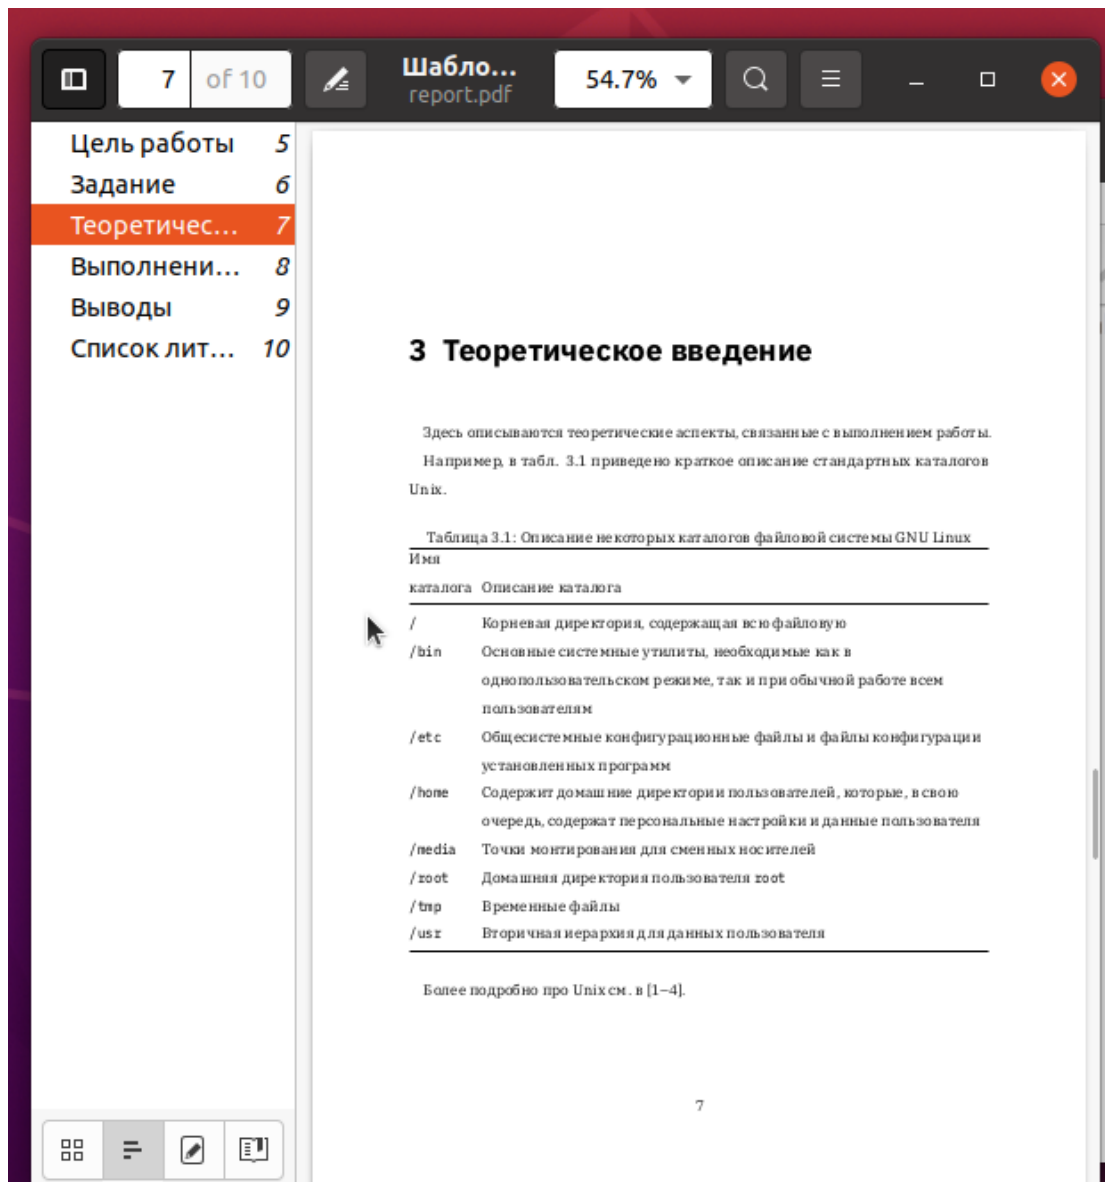 7 of 10
Шабло...
report.pdf
54.7%
Цель работы 5
Задание 6
Теоретичес... 7
Выполнени... 8
Выводы 9
Список лит... 10
3 Теоретическое введение
Здесь описываются теоретические аспекты, связанные с выполнением работы.
Например, в табл. 3.1 приведено краткое описание стандартных каталогов
Unix.
Таблица 3.1: Описание некоторых каталогов файловой системы GNU Linux
Имя
каталога Описание каталога
/ Корневая директория, содержащая всю файловую
/bin Основные системные утилиты, необходимые как в
однопользовательском режиме, так и при обычной работе всем
пользователям
/etc Общесистемные конфигурационные файлы и файлы конфигурации
установленных программ
/home Содержит домашние директории пользователей, которые, в свою
очередь, содержат персональные настройки и данные пользователя
/media Точки монтирования для сменных носителей
/root Домашняя директория пользователя root
/tmp Временные файлы
/usr Вторичная иерархия для данных пользователя
Более подробно про Unix см. в [1–4].
7